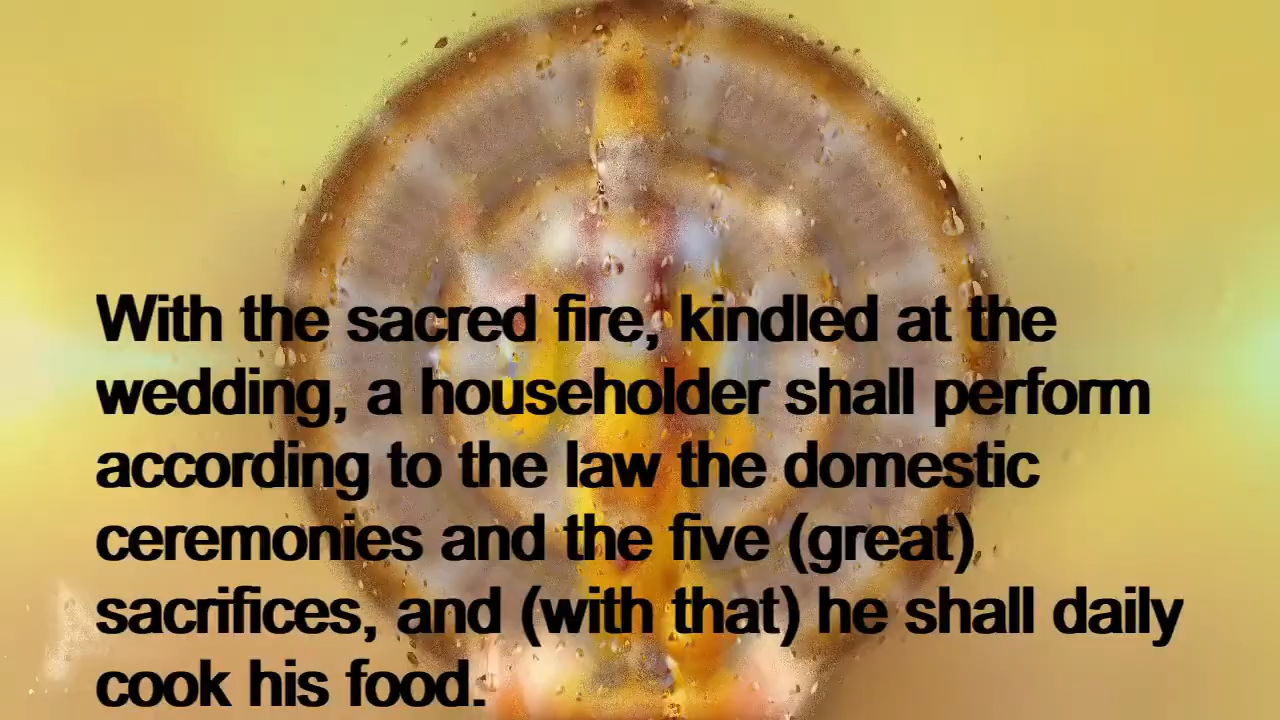 With the sacred fire, kindled at the
wedding, a householder shall perform
according to the law the domestic
ceremonies and the five (great)
sacrifices, and (with that) he shall daily
cook his food.